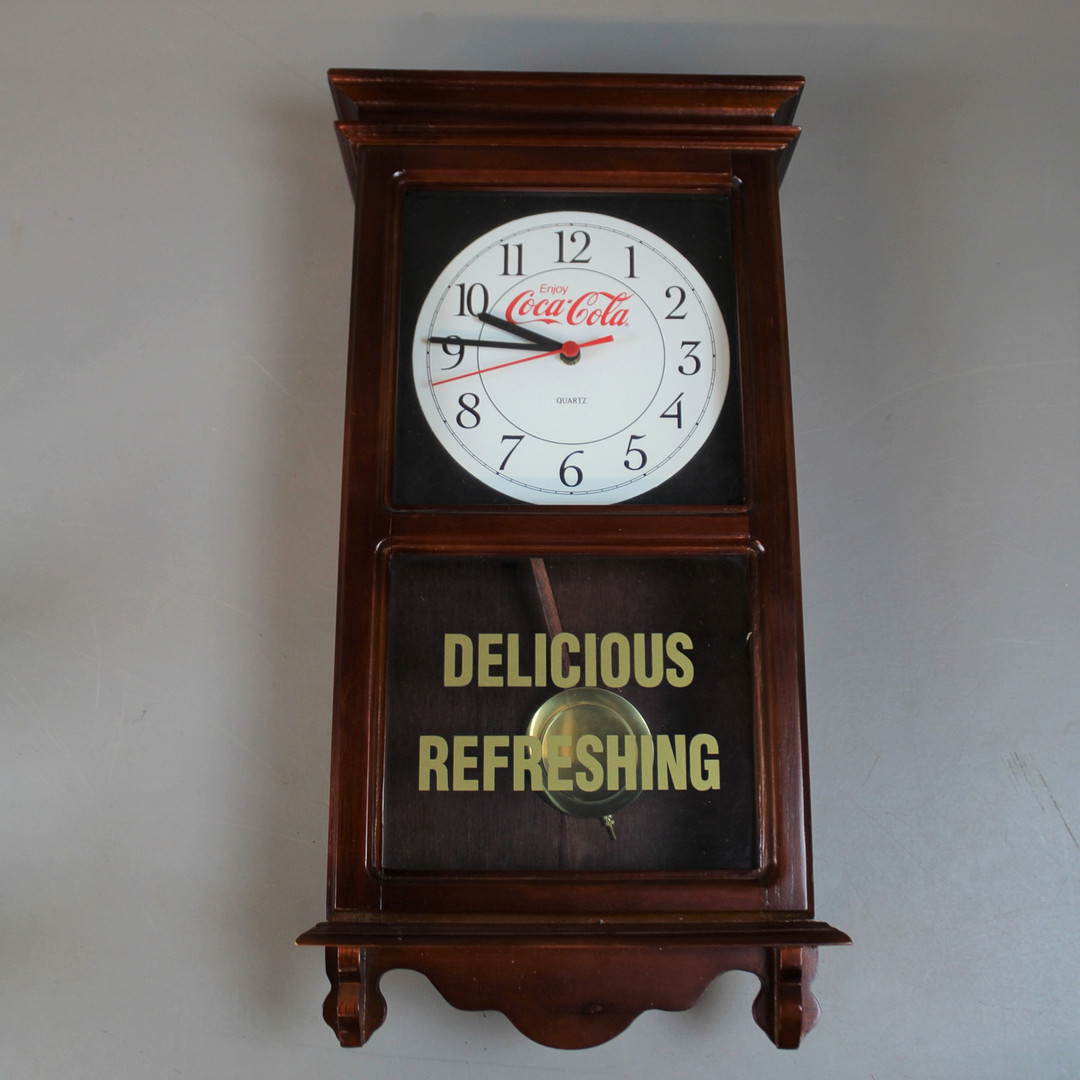 12
11 1
10 2
Enjoy
Coca-Cola
9 3
8 4
QUARTZ
7 5
6
DELICIOUS
REFRESHING